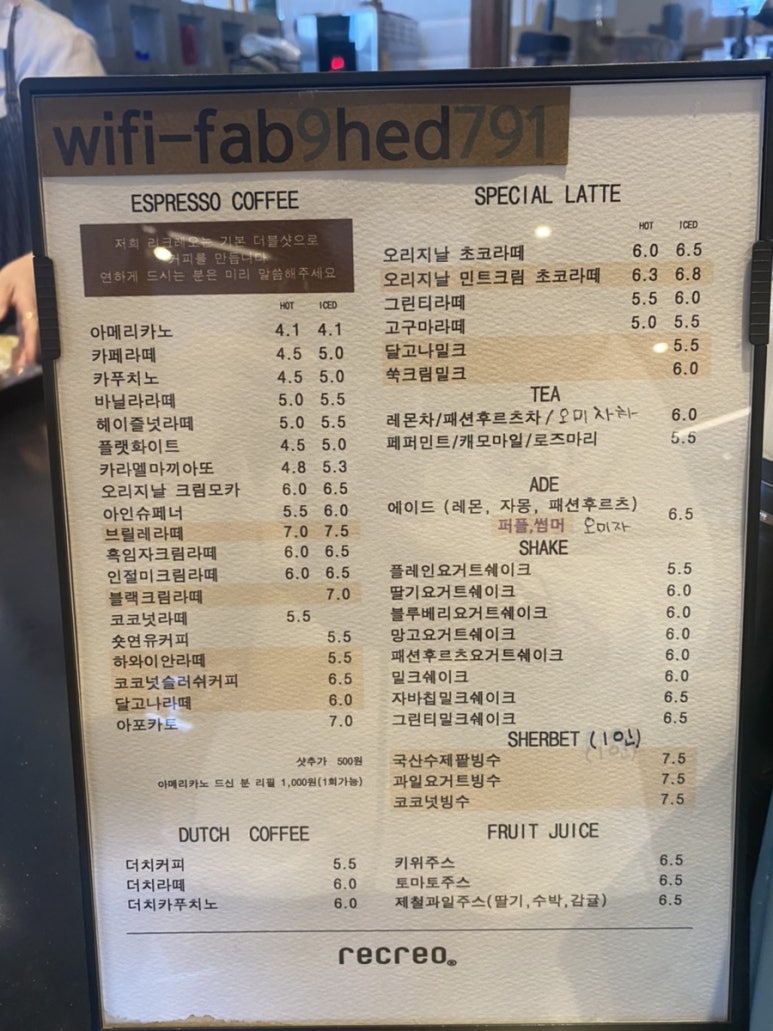 wifi-fab9hed791
ESPRESSO COFFEE
저희 리크레오는 기본 더블샷으로
커피를 만듭니다
연하게 드시는 분은 미리 말씀해주세요
HOT ICED
아메리카노 4.1 4.1
카페라떼 4.5 5.0
카푸치노 4.5 5.0
바닐라라떼 5.0 5.5
헤이즐넛라떼 5.0 5.5
플랫화이트 4.5 5.0
카라멜마끼아또 4.8 5.3
오리지날 크림모카 6.0 6.5
아인슈페너 5.5 6.0
브릴레라떼 7.0 7.5
흑임자크림라떼 6.0 6.5
인절미크림라떼 6.0 6.5
블랙크림라떼 7.0
코코넛라떼 5.5
숏연유커피 5.5
하와이안라떼 5.5
코코넛슬러쉬커피 6.5
달고나라떼 6.0
아포카토 7.0
샷추가 500원
아메리카노 드신 분 리필 1,000원(1회가능)
DUTCH COFFEE
더치커피 5.5
더치라떼 6.0
더치카푸치노 6.0
SPECIAL LATTE
HOT ICED
오리지날 초코라떼 6.0 6.5
오리지날 민트크림 초코라떼 6.3 6.8
그린티라떼 5.5 6.0
고구마라떼 5.0 5.5
달고나밀크 5.5
쑥크림밀크 6.0
TEA
레몬차/패션후르츠차/오미자차 6.0
페퍼민트/캐모마일/로즈마리 5.5
ADE
에이드 (레몬, 자몽, 패션후르츠) 6.5
퍼플,썸머 오미자
SHAKE
플레인요거트쉐이크 5.5
딸기요거트쉐이크 6.0
블루베리요거트쉐이크 6.0
망고요거트쉐이크 6.0
패션후르츠요거트쉐이크 6.0
밀크쉐이크 6.0
자바칩밀크쉐이크 6.5
그린티밀크쉐이크 6.5
SHERBET (1인)
국산수제팥빙수 7.5
과일요거트빙수 7.5
코코넛빙수 7.5
FRUIT JUICE
키위주스 6.5
토마토주스 6.5
제철과일주스(딸기,수박,감귤) 6.5
recreo®